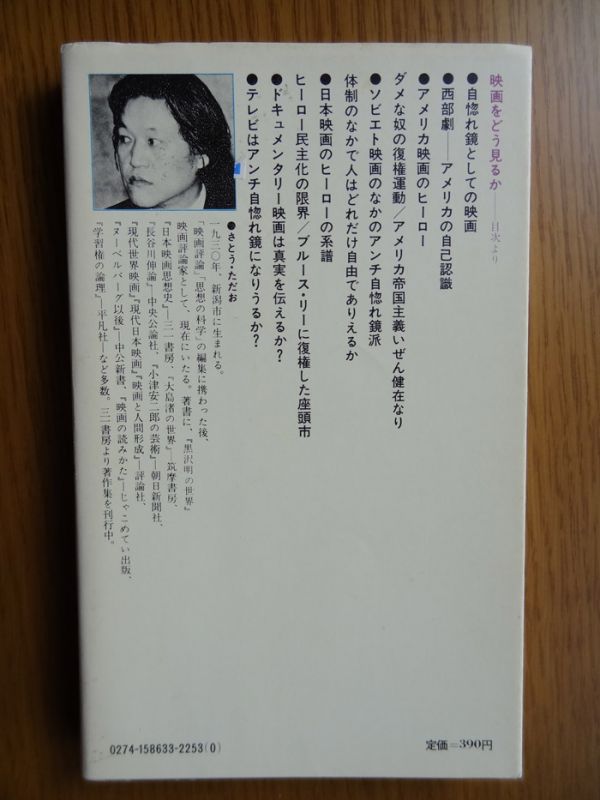 映画をどう見るか——目次より
●自惚れ鏡としての映画
●西部劇——アメリカの自己認識
●アメリカ映画のヒーロー
ダメな奴の復権運動/アメリカ帝国主義いぜん健在なり
●ソビエト映画のなかのアンチ自惚れ鏡派
体制のなかで人はどれだけ自由でありえるか
●日本映画のヒーローの系譜
ヒーロー民主化の限界/ブルース・リーに復権した座頭市
●ドキュメンタリー映画は真実を伝えるか?
●テレビはアンチ自惚れ鏡になりうるか?
●さとう・ただお
一九三〇年、新潟市に生まれる。
「映画評論」「思想の科学」の編集に携わった後、
映画評論家として、現在にいたる。著書に、『黒沢明の世界』
『日本映画思想史』—三一書房、『大島渚の世界』—筑摩書房、
『長谷川伸論』—中央公論社、『小津安二郎の芸術』—朝日新聞社、
『現代世界映画』『現代日本映画』『映画と人間形成』—評論社、
『ヌーベルバーグ以後』—中公新書、『映画の読みかた』—じゃこめてい出版、
『学習権の論理』—平凡社—など多数。三一書房より著作集を刊行中。
0274-158633-2253(0)
定価=390円